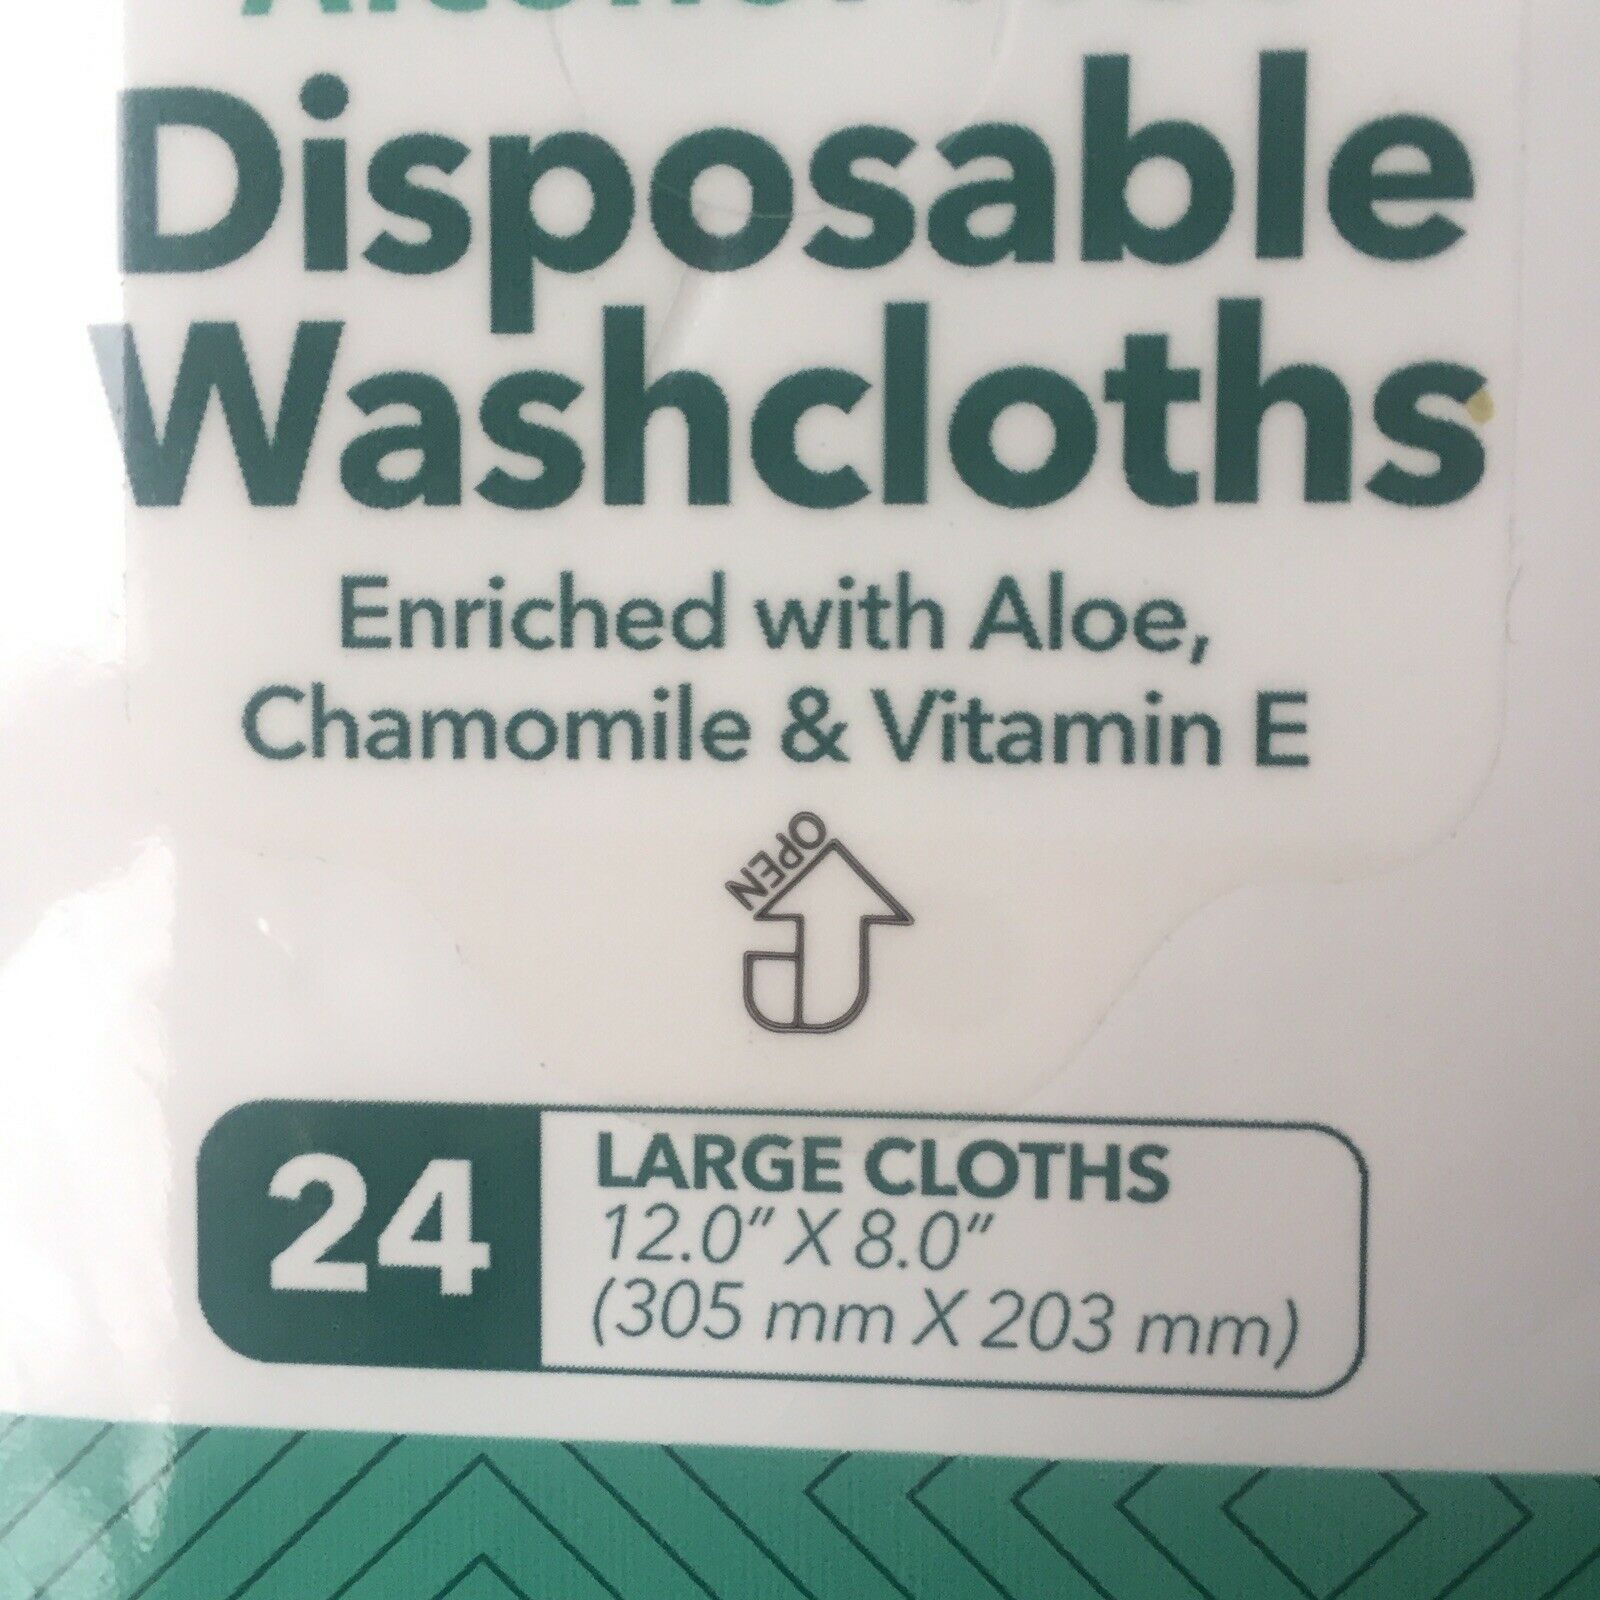 Disposable
Washcloths
Enriched with Aloe,
Chamomile & Vitamin E
OPEN
24
LARGE CLOTHS
12.0" X 8.0"
(305 mm X 203 mm)